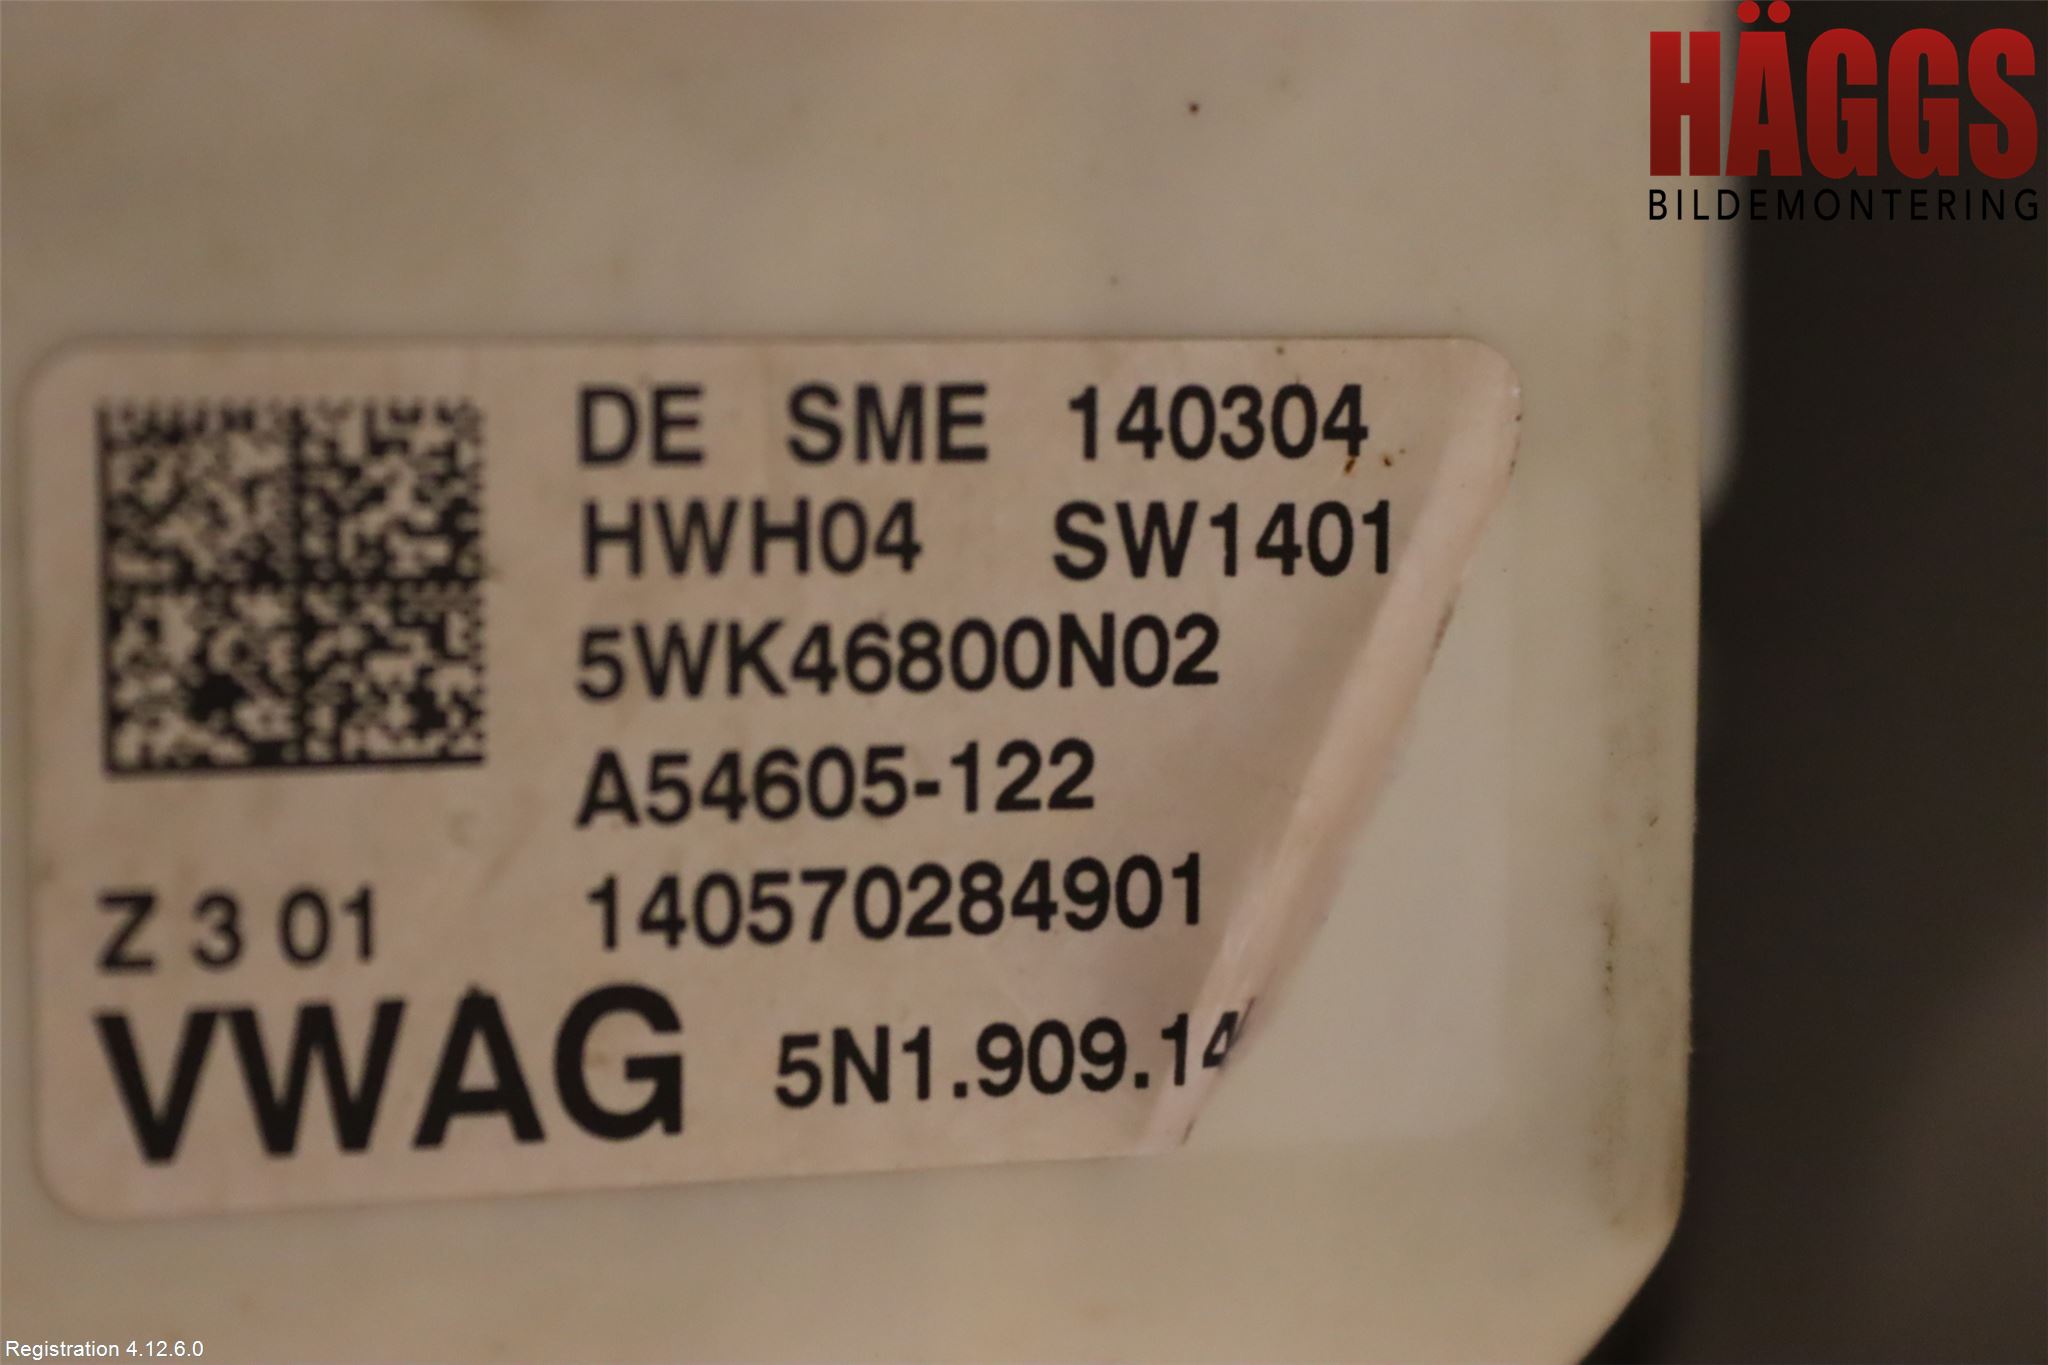 HÄGGS
BILDEMONTERING
DE SME 140304
HWH04 SW1401
5WK46800N02
A54605-122
Z 3 01 140570284901
VWAG 5N1.909.14
Registration 4.12.6.0